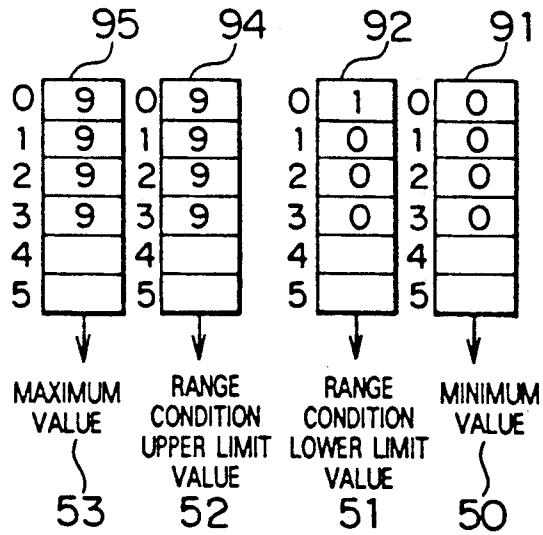 95 94 92 91
0 9 0 9 0 1 0 0
1 9 1 9 1 0 1 0
2 9 2 9 2 0 2 0
3 9 3 9 3 0 3 0
4 4 4 4
5 5 5 5
MAXIMUM VALUE
RANGE CONDITION UPPER LIMIT VALUE
RANGE CONDITION LOWER LIMIT VALUE
MINIMUM VALUE
53 52 51 50